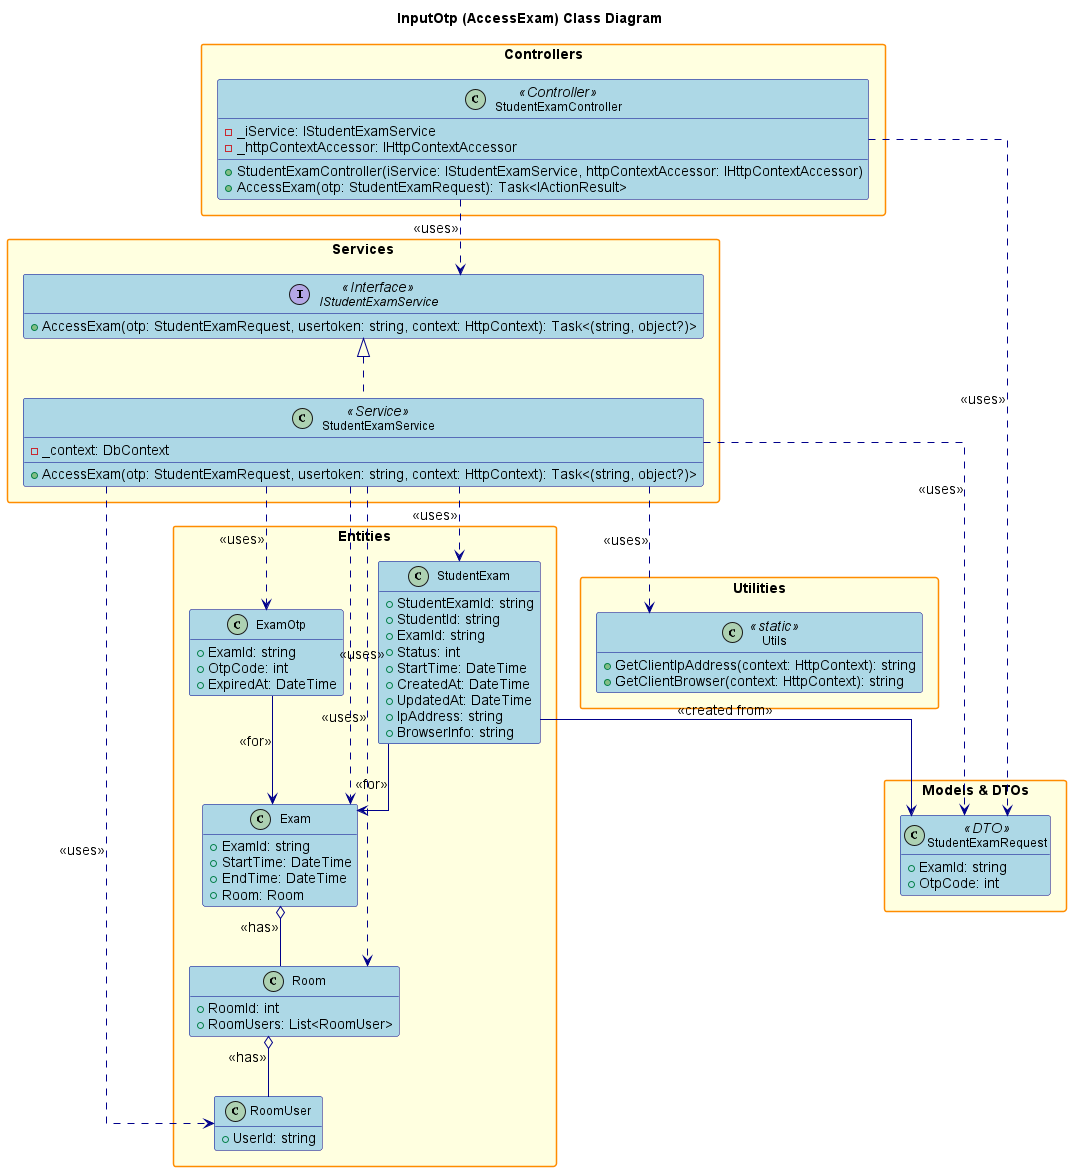 InputOtp (AccessExam) Class Diagram
Controllers
C
«Controller»
StudentExamController
_iService: IStudentExamService
_httpContextAccessor: IHttpContextAccessor
StudentExamController(iService: IStudentExamService, httpContextAccessor: IHttpContextAccessor)
AccessExam(otp: StudentExamRequest): Task<IActionResult>
«uses»
«uses»
Services
I
«Interface»
IStudentExamService
AccessExam(otp: StudentExamRequest, usertoken: string, context: HttpContext): Task<(string, object?)>
C
«Service»
StudentExamService
_context: DbContext
AccessExam(otp: StudentExamRequest, usertoken: string, context: HttpContext): Task<(string, object?)>
«uses»
«uses»
«uses»
«uses»
«uses»
«uses»
«uses»
Entities
C
StudentExam
StudentExamId: string
StudentId: string
ExamId: string
Status: int
StartTime: DateTime
CreatedAt: DateTime
UpdatedAt: DateTime
IpAddress: string
BrowserInfo: string
C
ExamOtp
ExamId: string
OtpCode: int
ExpiredAt: DateTime
Utilities
C
«static»
Utils
GetClientIpAddress(context: HttpContext): string
GetClientBrowser(context: HttpContext): string
«created from»
«for»
«for»
Models & DTOs
C
«DTO»
StudentExamRequest
ExamId: string
OtpCode: int
C
Exam
ExamId: string
StartTime: DateTime
EndTime: DateTime
Room: Room
«has»
C
Room
RoomId: int
RoomUsers: List<RoomUser>
«has»
C
RoomUser
UserId: string